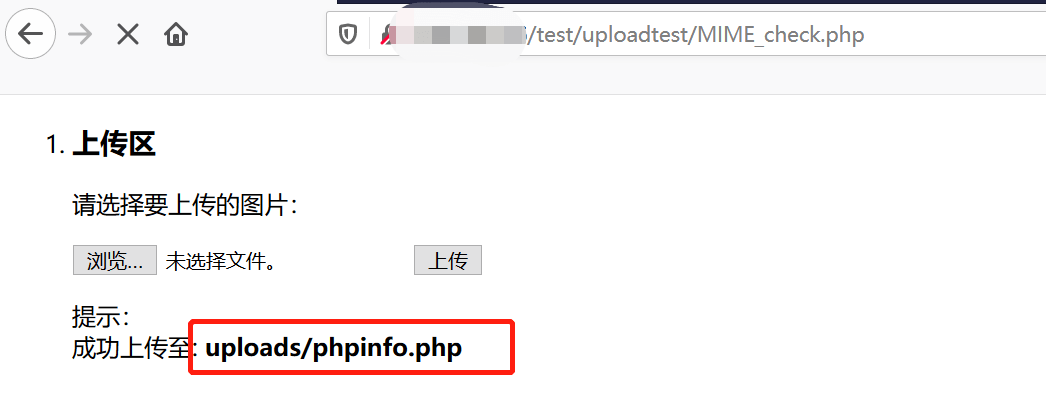 /test/uploadtest/MIME_check.php
1. 上传区
请选择要上传的图片：
浏览... 未选择文件。 上传
提示：
成功上传至: uploads/phpinfo.php